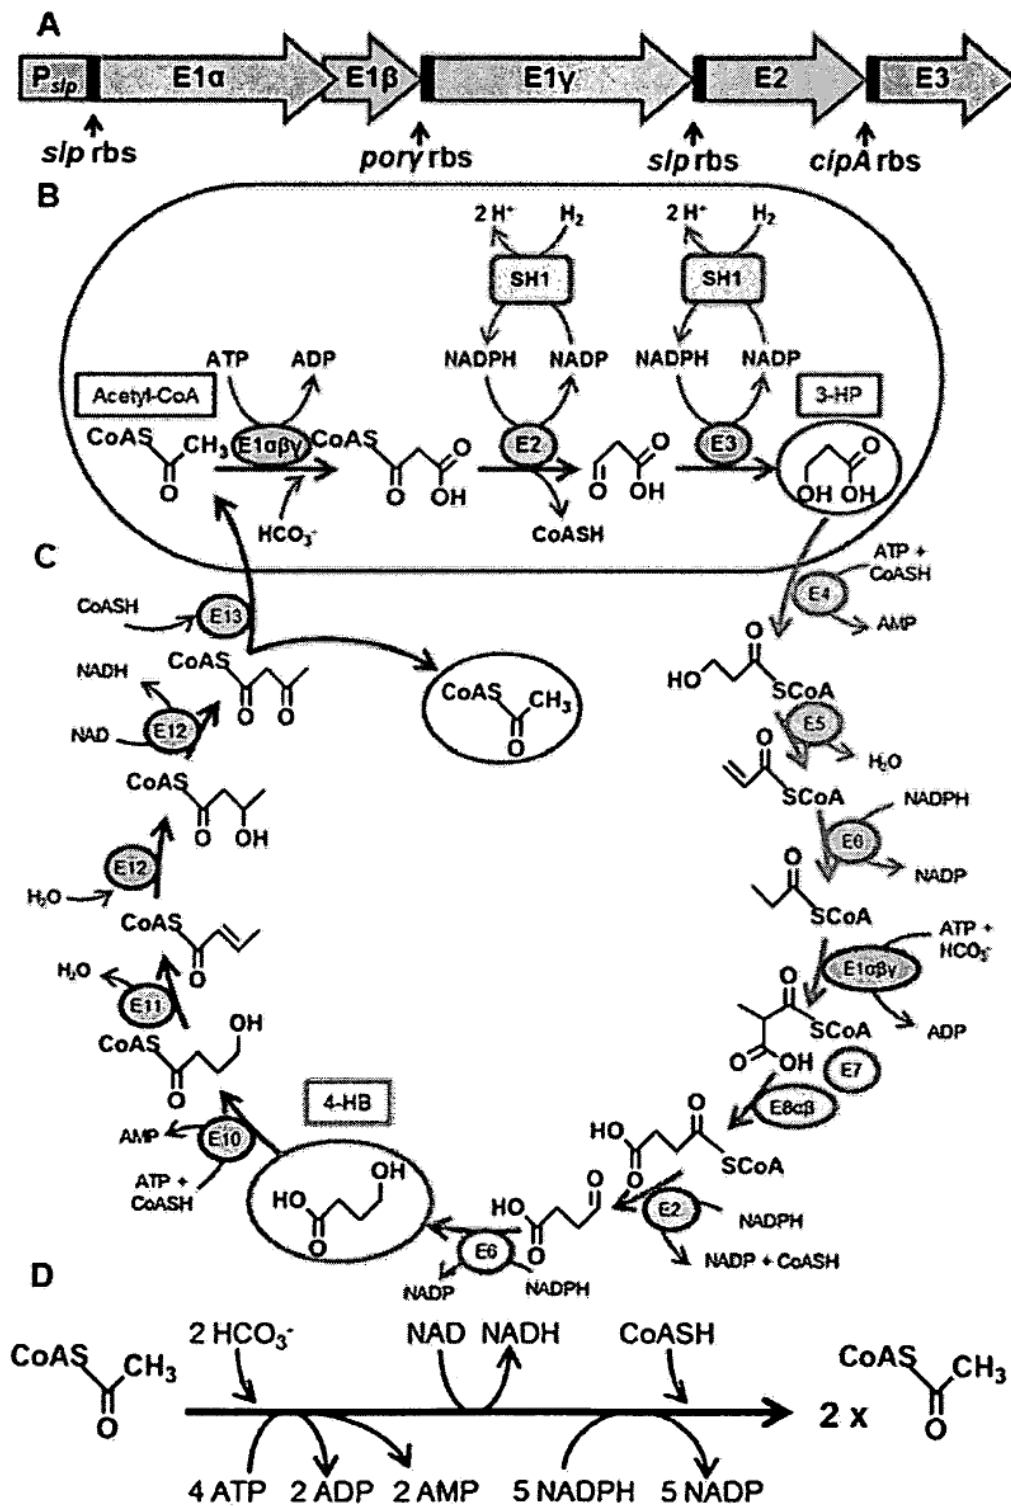 A
P_slp E1α E1β E1γ E2 E3
slp rbs porγ rbs slp rbs cipA rbs
B
2 H⁺ H₂ 2 H⁺ H₂
SH1 SH1
ATP ADP NADPH NADP NADPH NADP
Acetyl-CoA 3-HP
CoAS CH₃ E1αβγ CoAS E2 E3
O O OH O O OH O OH OH
HCO₃⁻ CoASH
C
ATP +
CoASH
E4
AMP
CoASH E13
O
HO SCoA
CoAS
O O
NADH
NAD E12
CoAS CH₃
O
E5
H₂O
O
SCoA
CoAS
O OH
NADPH
E6
NADP
E12
H₂O
O
SCoA
CoAS
O
ATP +
HCO₃⁻
E1αβγ
ADP
H₂O
E11
OH
CoAS
O
O
SCoA
O OH
E7
E8αβ
4-HB
AMP E10
ATP +
CoASH
O
HO SCoA
O
OH
HO
O
O
HO
O
E2
NADPH
NADP + CoASH
E6
NADP NADPH
D
2 HCO₃⁻ NAD NADH CoASH
CoAS CH₃ CoAS CH₃
O 2 x O
4 ATP 2 ADP 2 AMP 5 NADPH 5 NADP